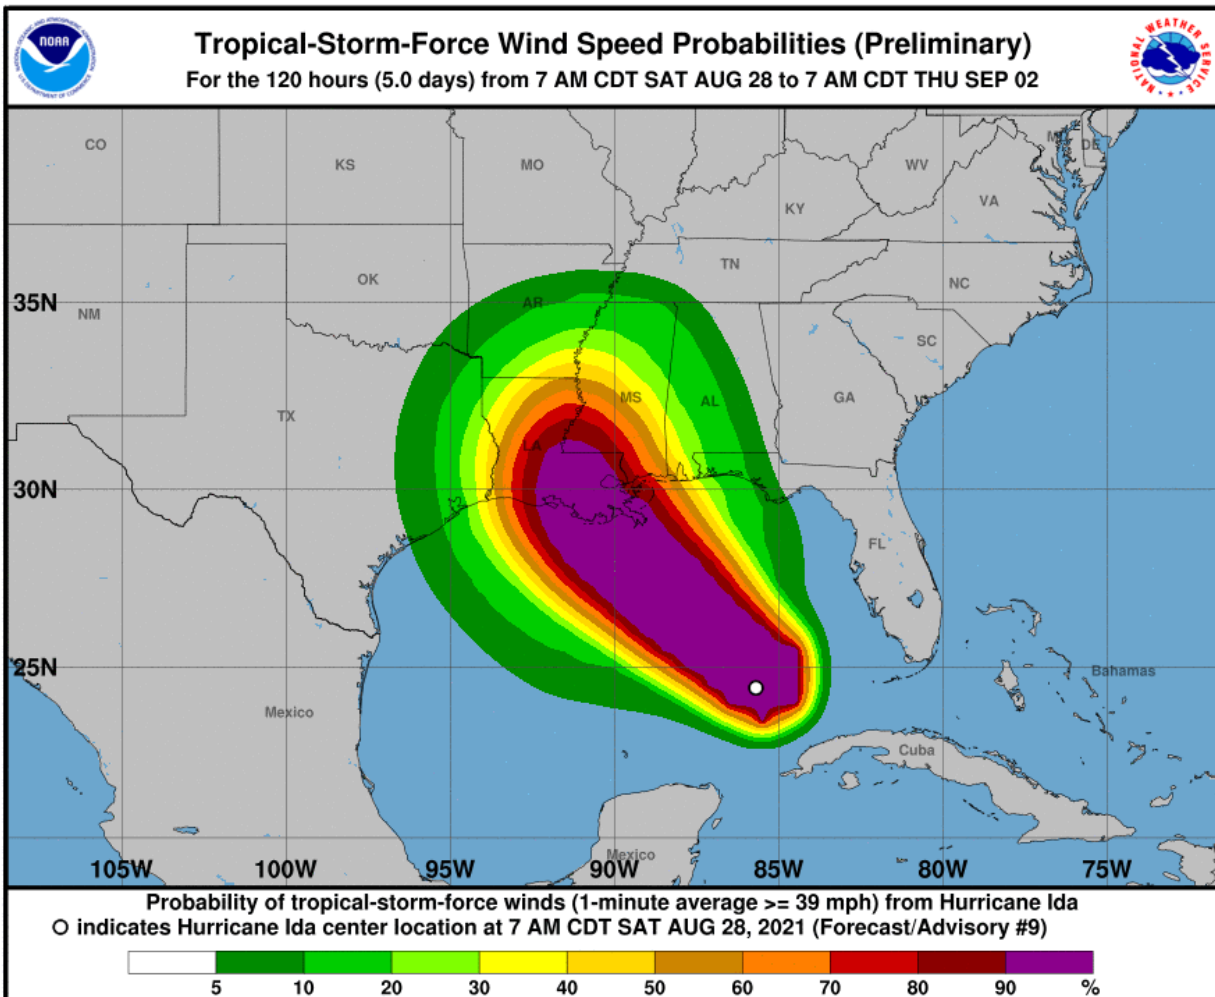 Tropical-Storm-Force Wind Speed Probabilities (Preliminary)
For the 120 hours (5.0 days) from 7 AM CDT SAT AUG 28 to 7 AM CDT THU SEP 02
NOAA
NATIONAL WEATHER SERVICE
CO
KS
MO
WV
DE
KY
VA
OK
TN
NC
35N
AR
NM
SC
TX
MS
AL
GA
LA
30N
FL
25N
Bahamas
Mexico
Cuba
Mexico
105W
100W
95W
90W
85W
80W
75W
Probability of tropical-storm-force winds (1-minute average >= 39 mph) from Hurricane Ida
indicates Hurricane Ida center location at 7 AM CDT SAT AUG 28, 2021 (Forecast/Advisory #9)
5 10 20 30 40 50 60 70 80 90 %